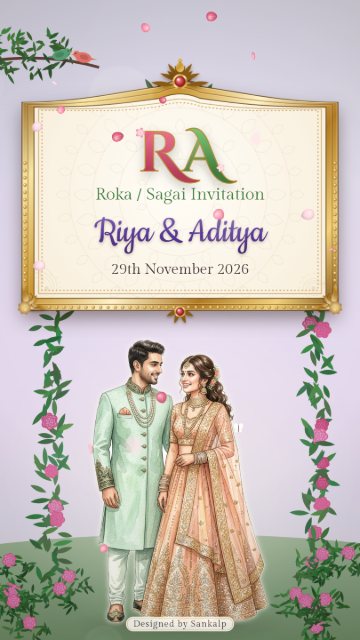 RA
Roka / Sagai Invitation
Riya & Aditya
29th November 2026
Designed by Sankalp